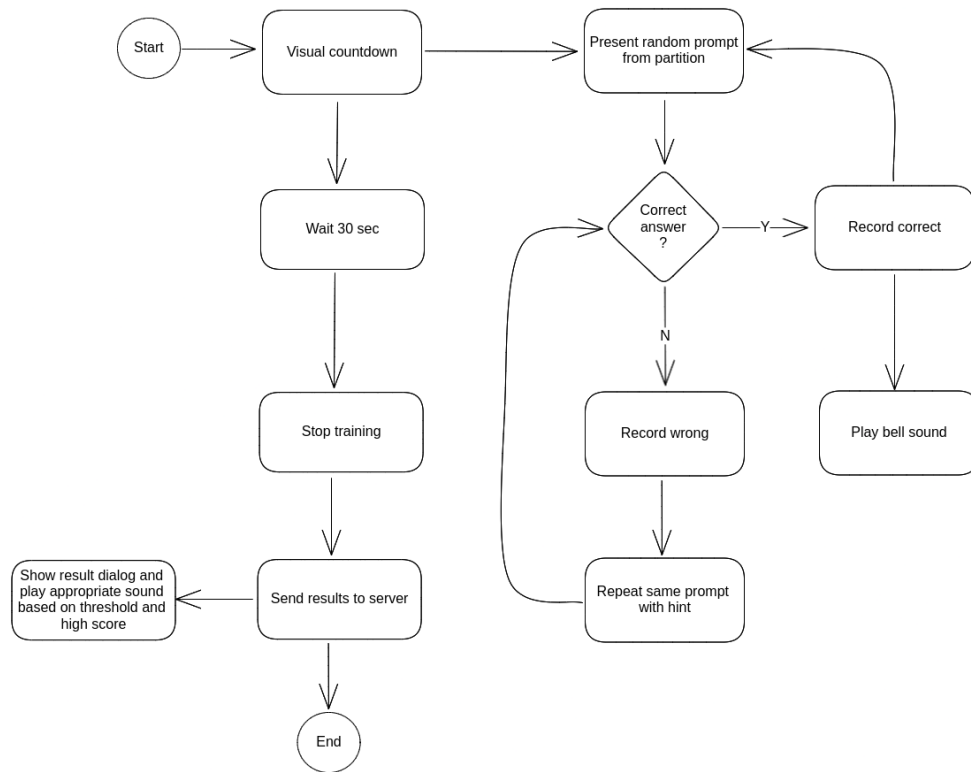 Start
Visual countdown
Present random prompt
from partition
Wait 30 sec
Correct
answer
?
Y
Record correct
N
Stop training
Record wrong
Play bell sound
Show result dialog and
play appropriate sound
based on threshold and
high score
Send results to server
Repeat same prompt
with hint
End